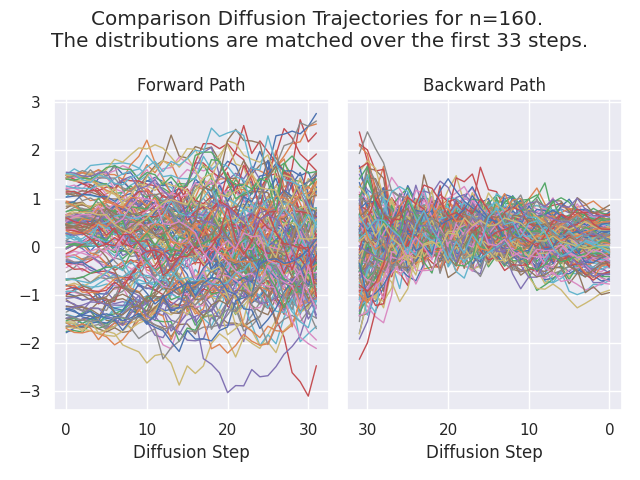 Comparison Diffusion Trajectories for n=160.
The distributions are matched over the first 33 steps.
Forward Path
Backward Path
3
2
1
0
−1
−2
−3
0 10 20 30
30 20 10 0
Diffusion Step
Diffusion Step